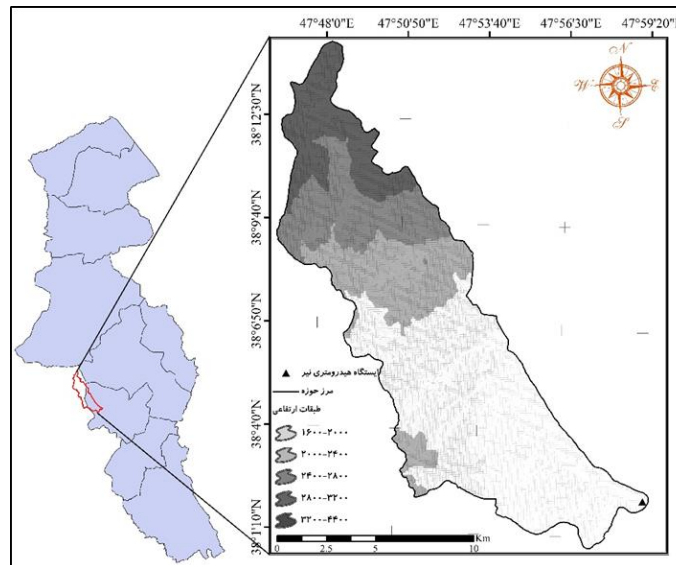 47°48'0"E 47°50'50"E 47°53'40"E 47°56'30"E 47°59'20"E
N
W E
S
38°12'30"N
38°9'40"N
38°6'50"N
38°4'0"N
38°1'10"N
ایستگاه هیدرومتری نیر
مرز حوزه
طبقات ارتفاعی
۱۶۰۰-۲۰۰۰
۲۰۰۰-۲۴۰۰
۲۴۰۰-۲۸۰۰
۲۸۰۰-۳۲۰۰
۳۲۰۰-۴۴۰۰
Km
0 2.5 5 10